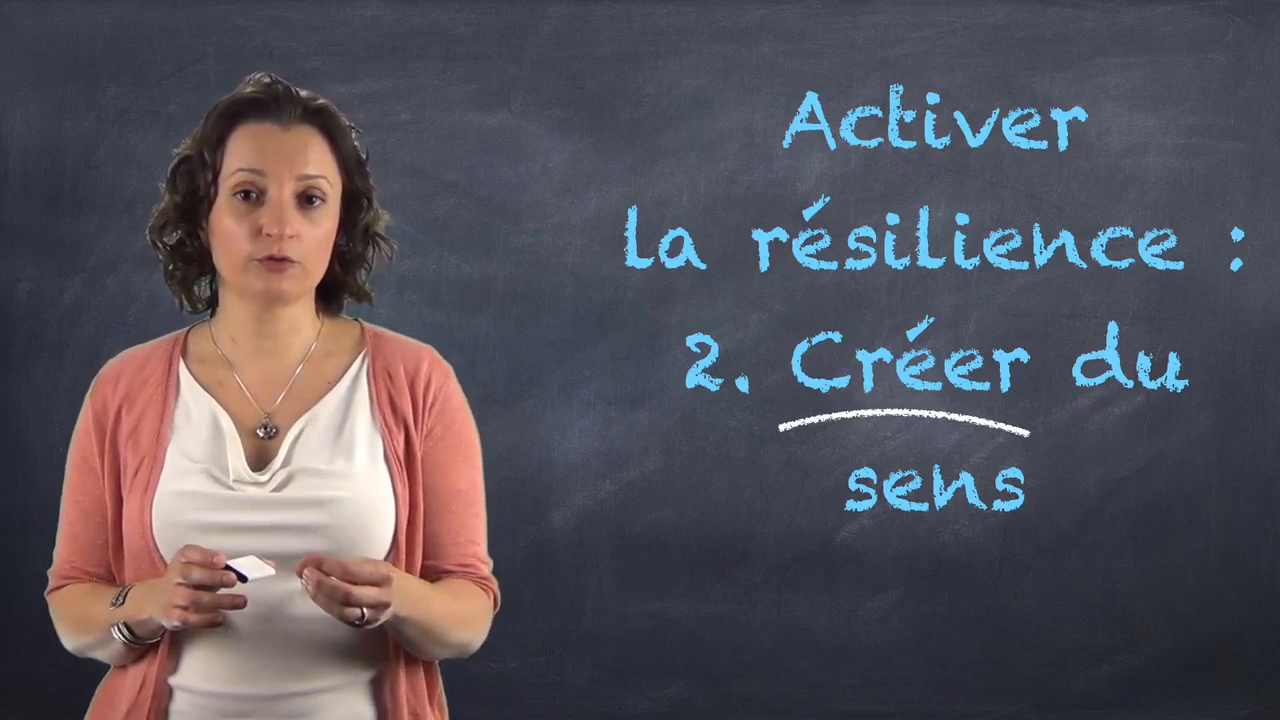 Activer
la résilience :
2. Créer du
sens